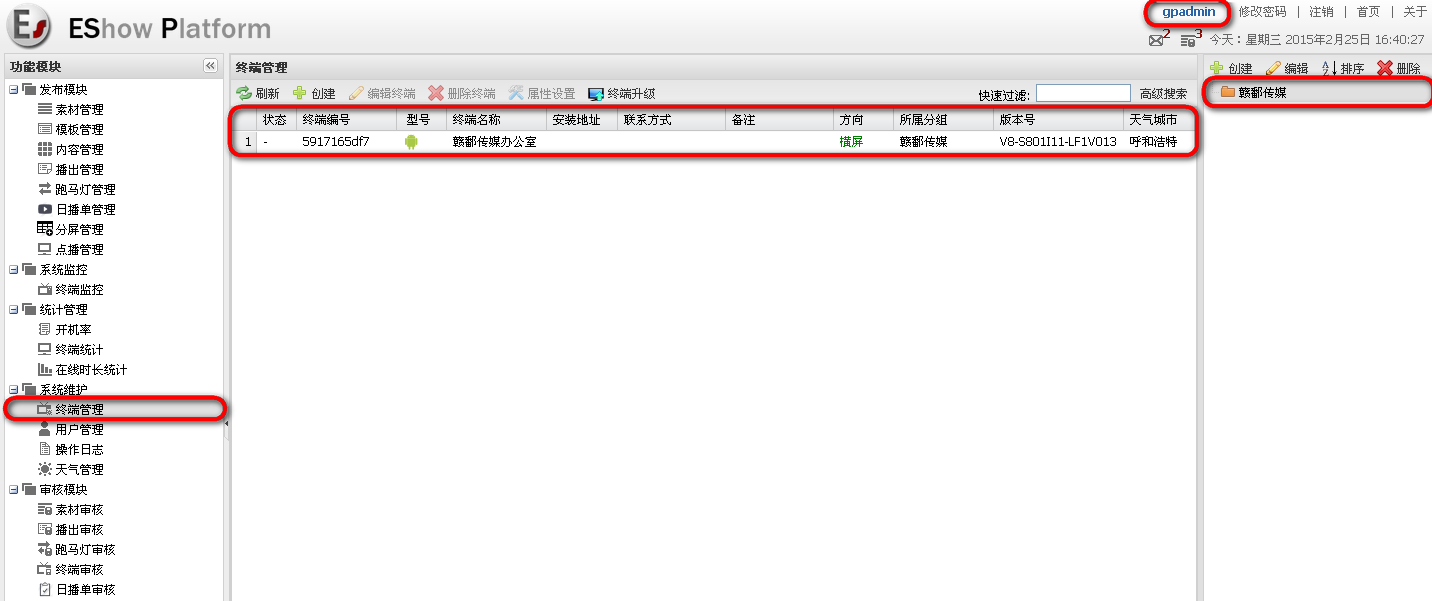 ES EShow Platform
gpadmin 修改密码 | 注销 | 首页 | 关于
2 3 今天：星期三 2015年2月25日 16:40:27
功能模块
发布模块
素材管理
模板管理
内容管理
播出管理
跑马灯管理
日播单管理
分屏管理
点播管理
系统监控
终端监控
统计管理
开机率
终端统计
在线时长统计
系统维护
终端管理
用户管理
操作日志
天气管理
审核模块
素材审核
播出审核
跑马灯审核
终端审核
日播单审核
终端管理
刷新 创建 编辑终端 删除终端 属性设置 终端升级 快速过滤: 高级搜索
状态 终端编号 型号 终端名称 安装地址 联系方式 备注 方向 所属分组 版本号 天气城市
1 - 5917165df7 赣鄱传媒办公室 横屏 赣鄱传媒 V8-S801I11-LF1V013 呼和浩特
创建 编辑 排序 删除
赣鄱传媒